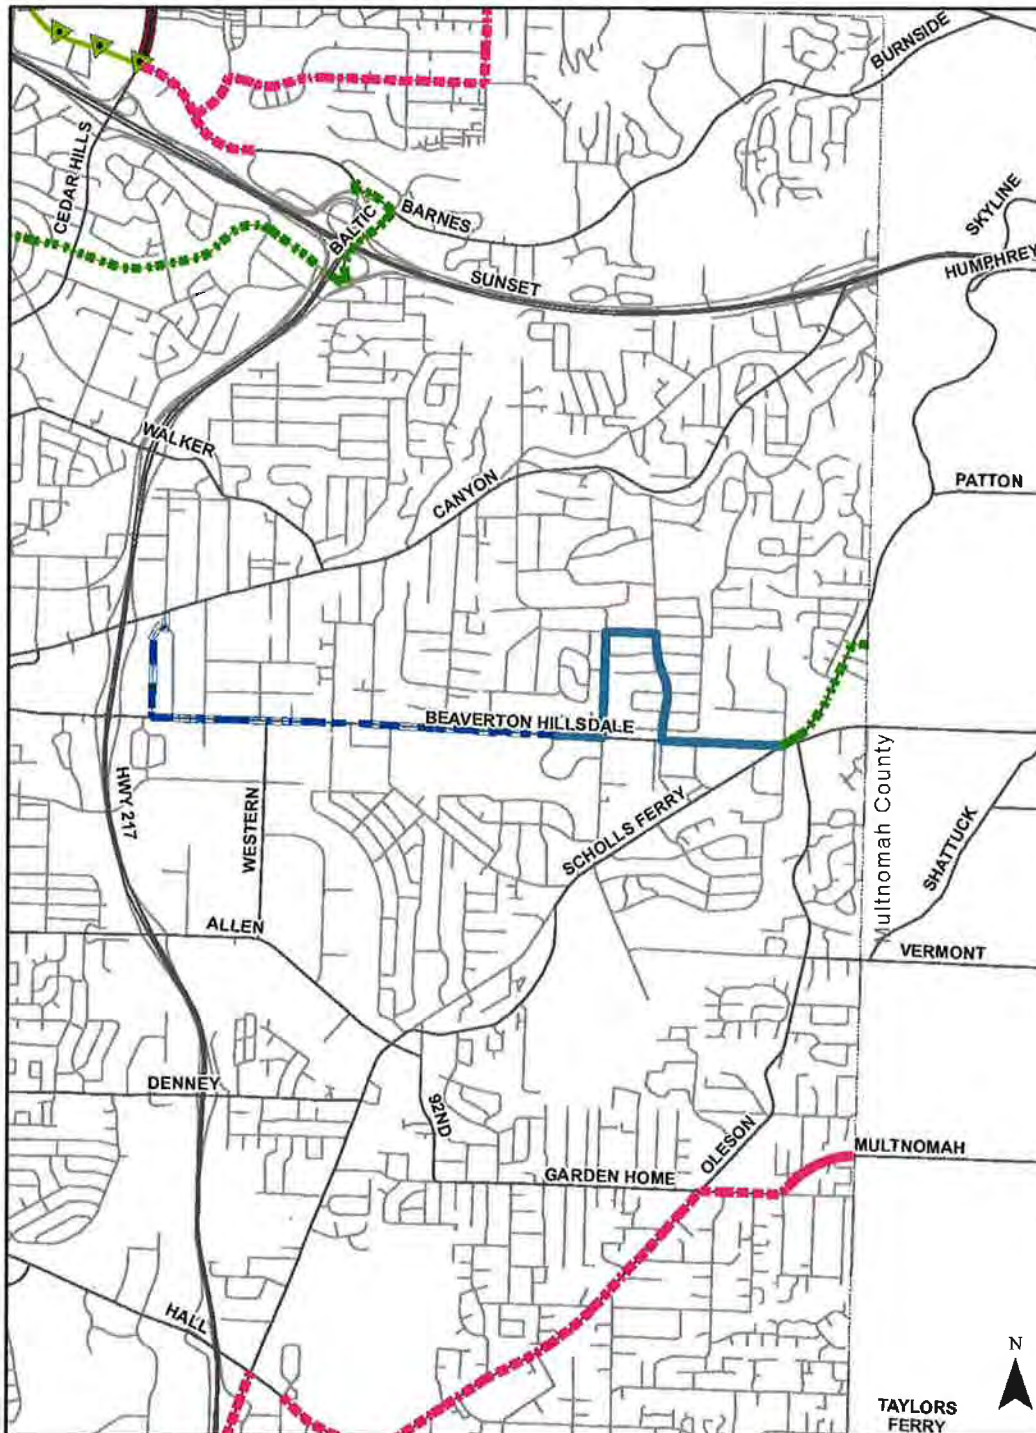 BURNSIDE
CEDAR HILLS
SKYLINE
BARNES
BALTIC
HUMPHREY
SUNSET
WALKER
CANYON
PATTON
BEAVERTON HILLSDALE
HWY 217
WESTERN
SCHOLLS FERRY
Multnomah County
SHATTUCK
ALLEN
VERMONT
DENNEY
92ND
OLESON
MULTNOMAH
GARDEN HOME
HALL
N
TAYLORS
FERRY